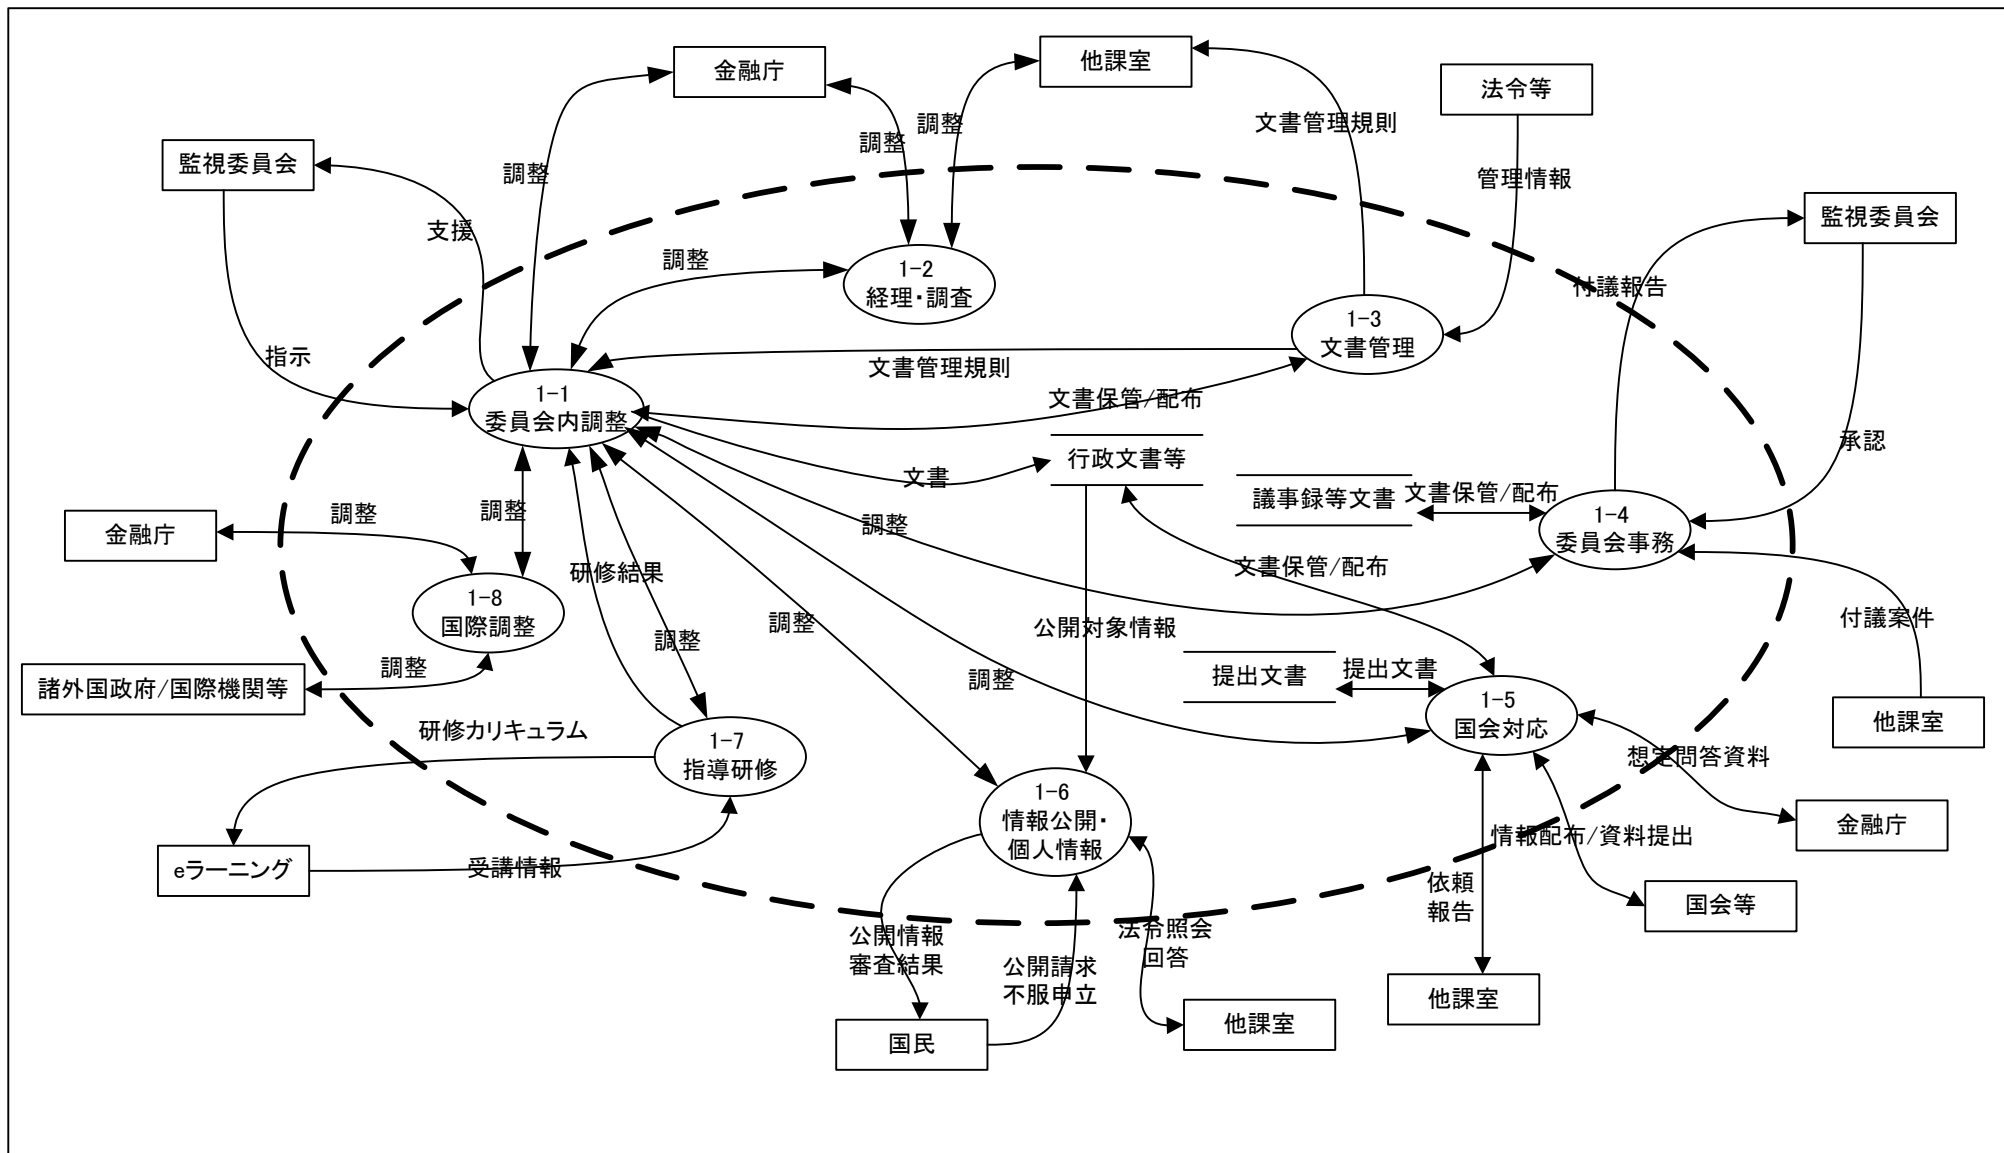 金融庁
他課室
法令等
監視委員会
調整
調整
調整
文書管理規則
管理情報
監視委員会
支援
調整
1-2
経理・調査
付議報告
指示
1-3
文書管理
文書管理規則
1-1
委員会内調整
文書保管/配布
承認
行政文書等
文書
議事録等文書
文書保管/配布
1-4
委員会事務
金融庁
調整
調整
調整
文書保管/配布
研修結果
1-8
国際調整
調整
調整
公開対象情報
付議案件
諸外国政府/国際機関等
調整
調整
提出文書
提出文書
1-5
国会対応
他課室
研修カリキュラム
1-7
指導研修
想定問答資料
1-6
情報公開・
個人情報
金融庁
情報配布/資料提出
eラーニング
受講情報
依頼
報告
国会等
公開情報
審査結果
公開請求
不服申立
法令照会
回答
他課室
国民
他課室